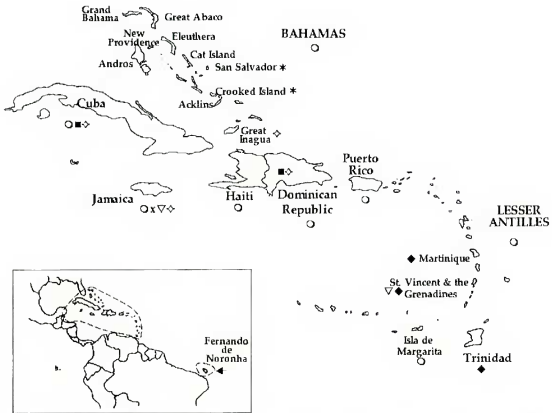 Grand
Bahama
Great Abaco
New
Providence
Eleuthera
BAHAMAS
Cat Island
Andros
San Salvador *
Crooked Island *
Acklins
Cuba
Great
Inagua
Puerto
Rico
Jamaica
x
Haiti
Dominican
Republic
LESSER
ANTILLES
Martinique
St. Vincent & the
Grenadines
Isla de
Margarita
Trinidad
Fernando
de
Noronha